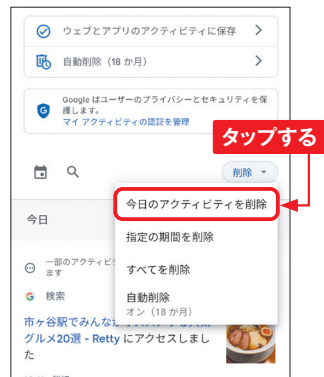 ウェブとアプリのアクティビティに保存
自動削除（18 か月）
Google はユーザーのプライバシーとセキュリティを保
護します。
マイ アクティビティの認証を管理
タップする
削除
今日のアクティビティを削除
今日
指定の期間を削除
一部のアクティビ
ます
すべてを削除
検索
自動削除
オン（18 か月）
市ヶ谷駅でみんな
グルメ20選 - Retty にアクセスしまし
た